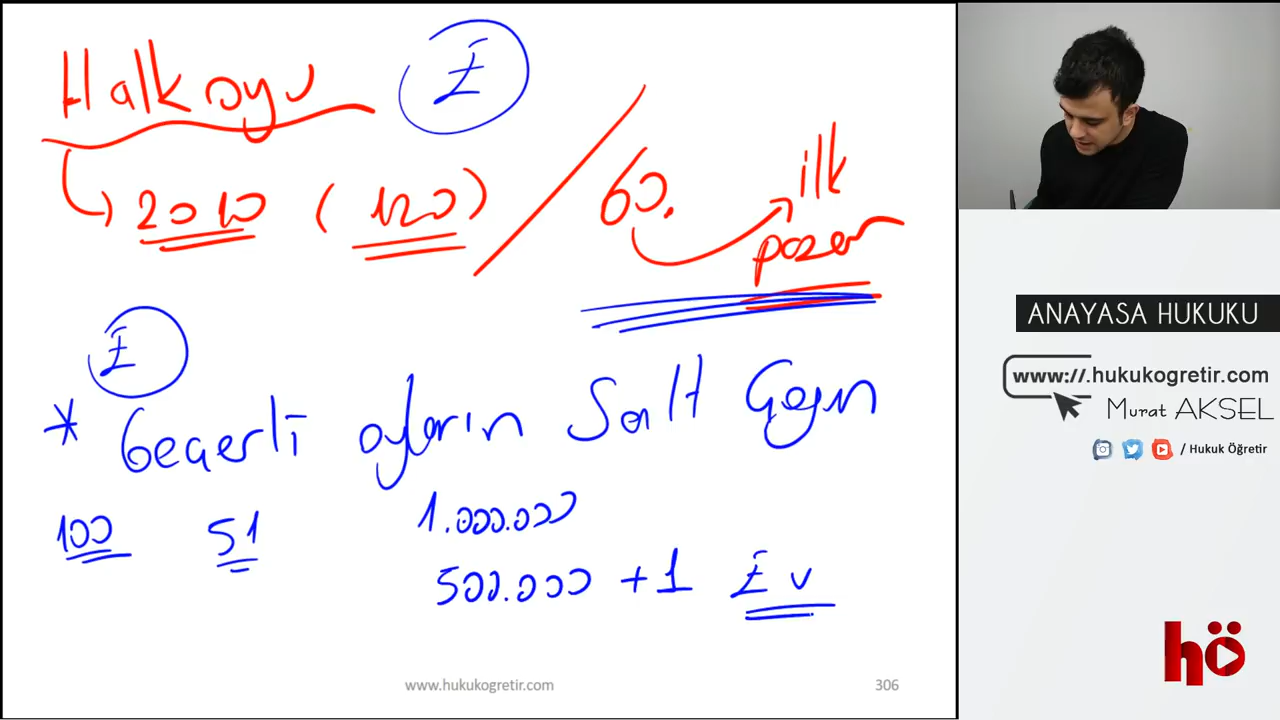 Halkoyu E
2010 (120) / 60. ilk
pazar
E
* Geçerli oyların Salt Çoğun
100 51 1.000.000
500.000 + 1 Ev
www.hukukogretir.com 306
ANAYASA HUKUKU
www://.hukukogretir.com
Murat AKSEL
/ Hukuk Öğretir
hö